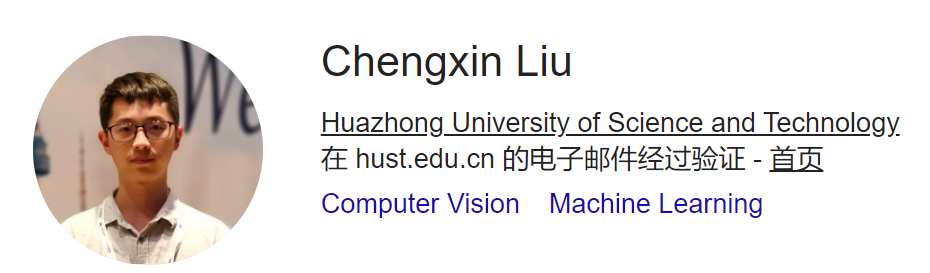 We
Chengxin Liu
Huazhong University of Science and Technology
在 hust.edu.cn 的电子邮件经过验证 - 首页
Computer Vision Machine Learning